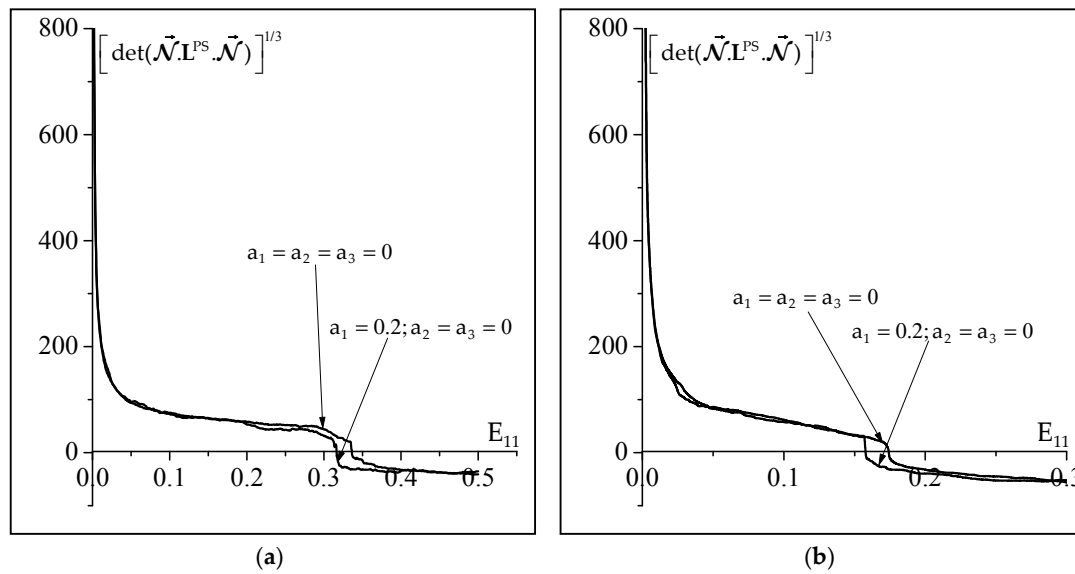 800
[det(𝓝⃗.L^PS.𝓝⃗)]^1/3
600
400
a₁ = a₂ = a₃ = 0
a₁ = 0.2; a₂ = a₃ = 0
200
E₁₁
0
0.0 0.1 0.2 0.3 0.4 0.5
(a)
800
[det(𝓝⃗.L^PS.𝓝⃗)]^1/3
600
400
a₁ = a₂ = a₃ = 0
a₁ = 0.2; a₂ = a₃ = 0
200
E₁₁
0
0.0 0.1 0.2 0.3
(b)